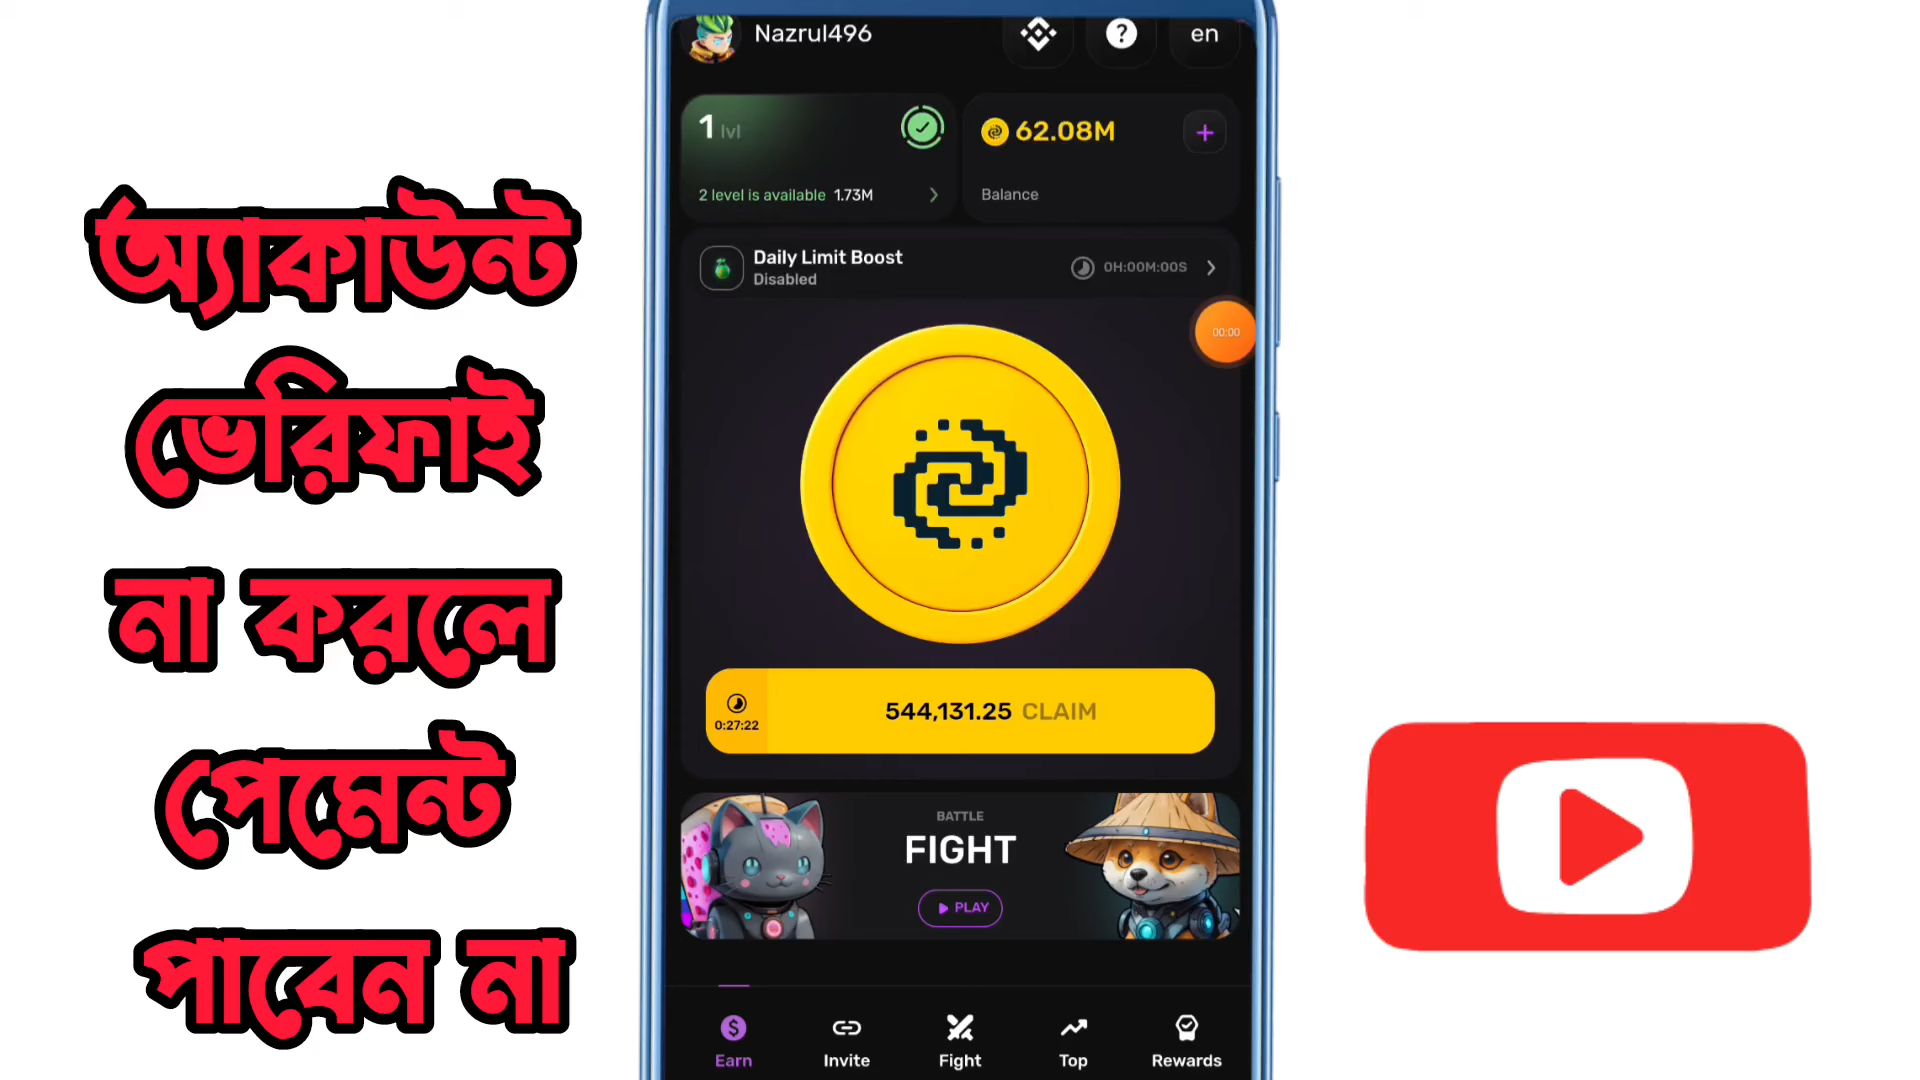 অ্যাকাউন্ট
ভেরিফাই
না করলে
পেমেন্ট
পাবেন না
Nazrul496
en
1 lvl
2 level is available 1.73M
62.08M
+
Balance
Daily Limit Boost
Disabled
0H:00M:00S
00:00
0:27:22
544,131.25 CLAIM
BATTLE
FIGHT
PLAY
Earn
Invite
Fight
Top
Rewards